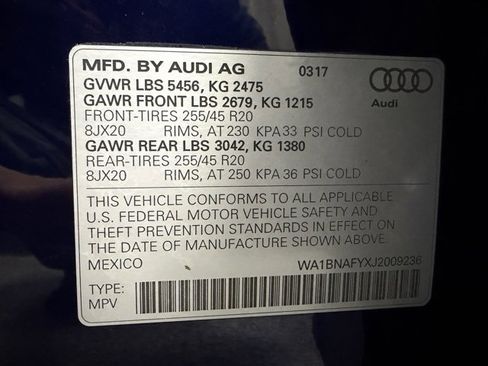 MFD. BY AUDI AG 0317
GVWR LBS 5456, KG 2475
GAWR FRONT LBS 2679, KG 1215
FRONT-TIRES 255/45 R20
8JX20 RIMS, AT 230 KPA 33 PSI COLD
GAWR REAR LBS 3042, KG 1380
REAR-TIRES 255/45 R20
8JX20 RIMS, AT 250 KPA 36 PSI COLD
Audi
THIS VEHICLE CONFORMS TO ALL APPLICABLE
U.S. FEDERAL MOTOR VEHICLE SAFETY AND
THEFT PREVENTION STANDARDS IN EFFECT ON
THE DATE OF MANUFACTURE SHOWN ABOVE.
MEXICO WA1BNAFYXJ2009236
TYPE:
MPV